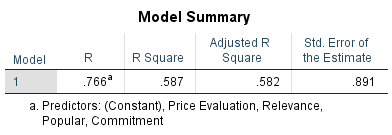 Model Summary
Model R R Square Adjusted R Square Std. Error of the Estimate
1 .766a .587 .582 .891
a. Predictors: (Constant), Price Evaluation, Relevance,
Popular, Commitment